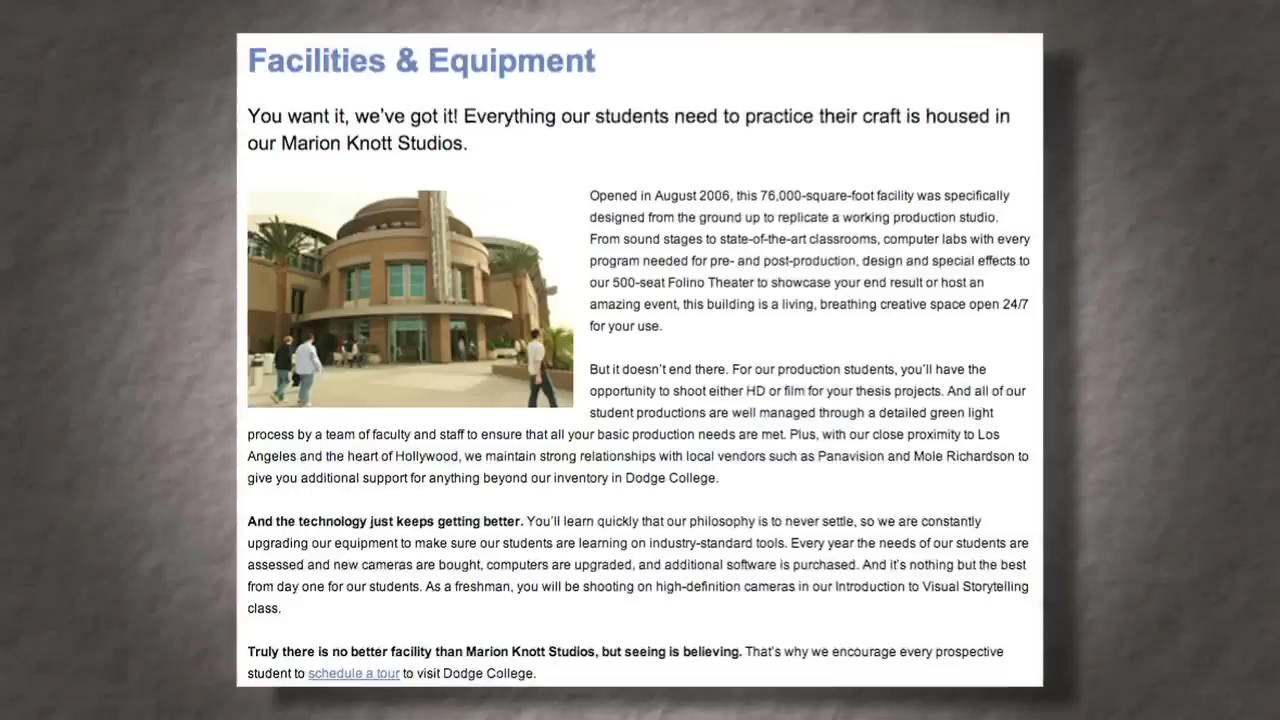 Facilities & Equipment
You want it, we've got it! Everything our students need to practice their craft is housed in
our Marion Knott Studios.
Opened in August 2006, this 76,000-square-foot facility was specifically
designed from the ground up to replicate a working production studio.
From sound stages to state-of-the-art classrooms, computer labs with every
program needed for pre- and post-production, design and special effects to
our 500-seat Folino Theater to showcase your end result or host an
amazing event, this building is a living, breathing creative space open 24/7
for your use.
But it doesn't end there. For our production students, you'll have the
opportunity to shoot either HD or film for your thesis projects. And all of our
student productions are well managed through a detailed green light
process by a team of faculty and staff to ensure that all your basic production needs are met. Plus, with our close proximity to Los
Angeles and the heart of Hollywood, we maintain strong relationships with local vendors such as Panavision and Mole Richardson to
give you additional support for anything beyond our inventory in Dodge College.
And the technology just keeps getting better. You'll learn quickly that our philosophy is to never settle, so we are constantly
upgrading our equipment to make sure our students are learning on industry-standard tools. Every year the needs of our students are
assessed and new cameras are bought, computers are upgraded, and additional software is purchased. And it's nothing but the best
from day one for our students. As a freshman, you will be shooting on high-definition cameras in our Introduction to Visual Storytelling
class.
Truly there is no better facility than Marion Knott Studios, but seeing is believing. That's why we encourage every prospective
student to schedule a tour to visit Dodge College.